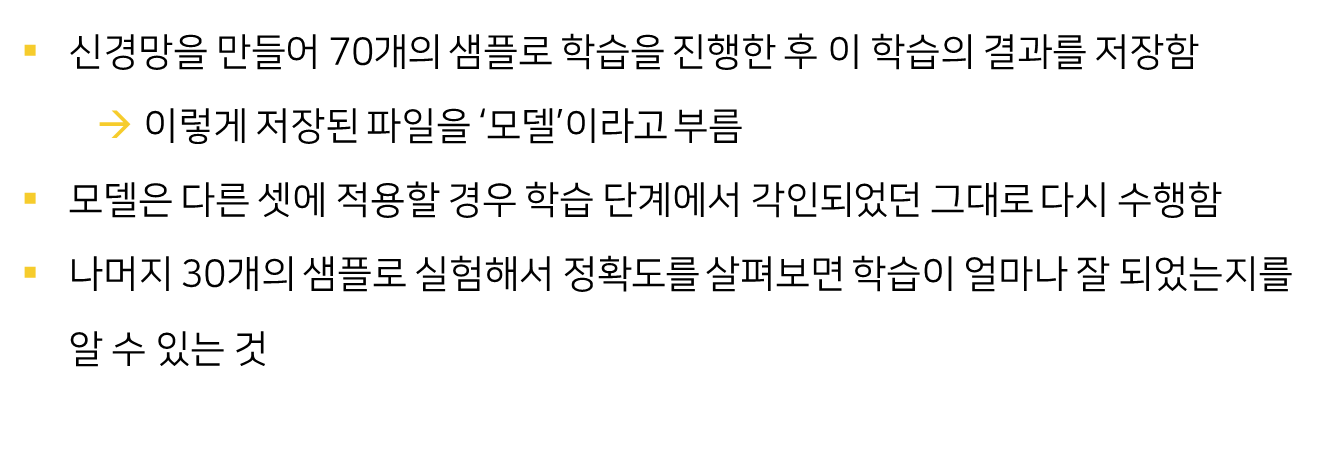 ▪ 신경망을 만들어 70개의 샘플로 학습을 진행한 후 이 학습의 결과를 저장함
→ 이렇게 저장된 파일을 ‘모델’이라고 부름
▪ 모델은 다른 셋에 적용할 경우 학습 단계에서 각인되었던 그대로 다시 수행함
▪ 나머지 30개의 샘플로 실험해서 정확도를 살펴보면 학습이 얼마나 잘 되었는지를
알 수 있는 것